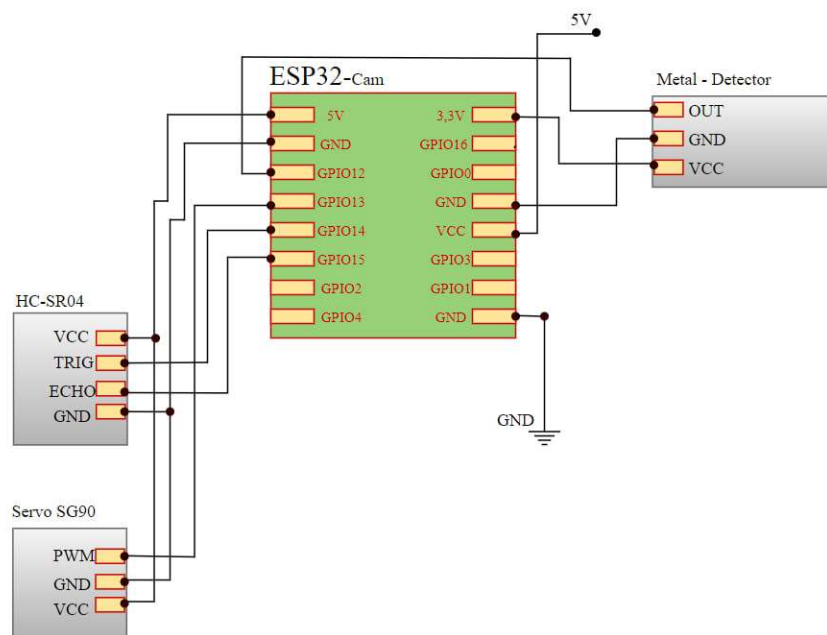 5V
ESP32-Cam
Metal - Detector
5V
3,3V
OUT
GND
GPIO16
GND
GPIO12
GPIO0
VCC
GPIO13
GND
GPIO14
VCC
GPIO15
GPIO3
GPIO2
GPIO1
GPIO4
GND
HC-SR04
VCC
TRIG
ECHO
GND
GND
Servo SG90
PWM
GND
VCC